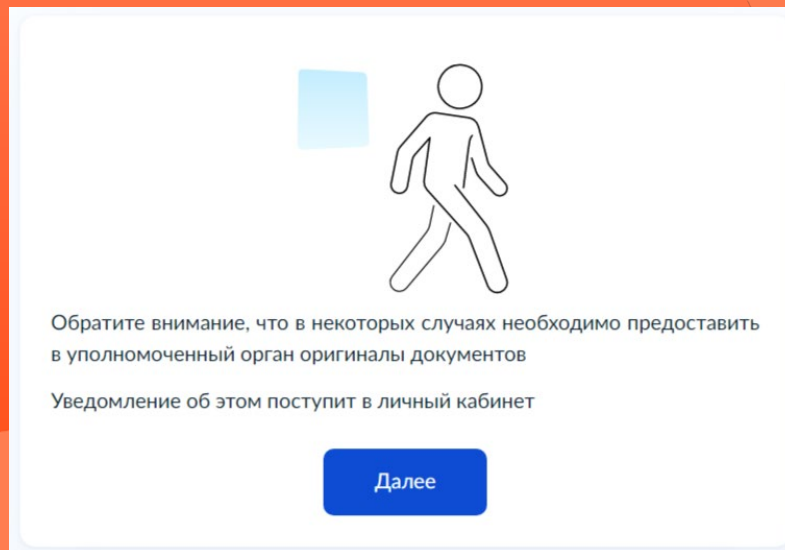 Обратите внимание, что в некоторых случаях необходимо предоставить
в уполномоченный орган оригиналы документов
Уведомление об этом поступит в личный кабинет
Далее